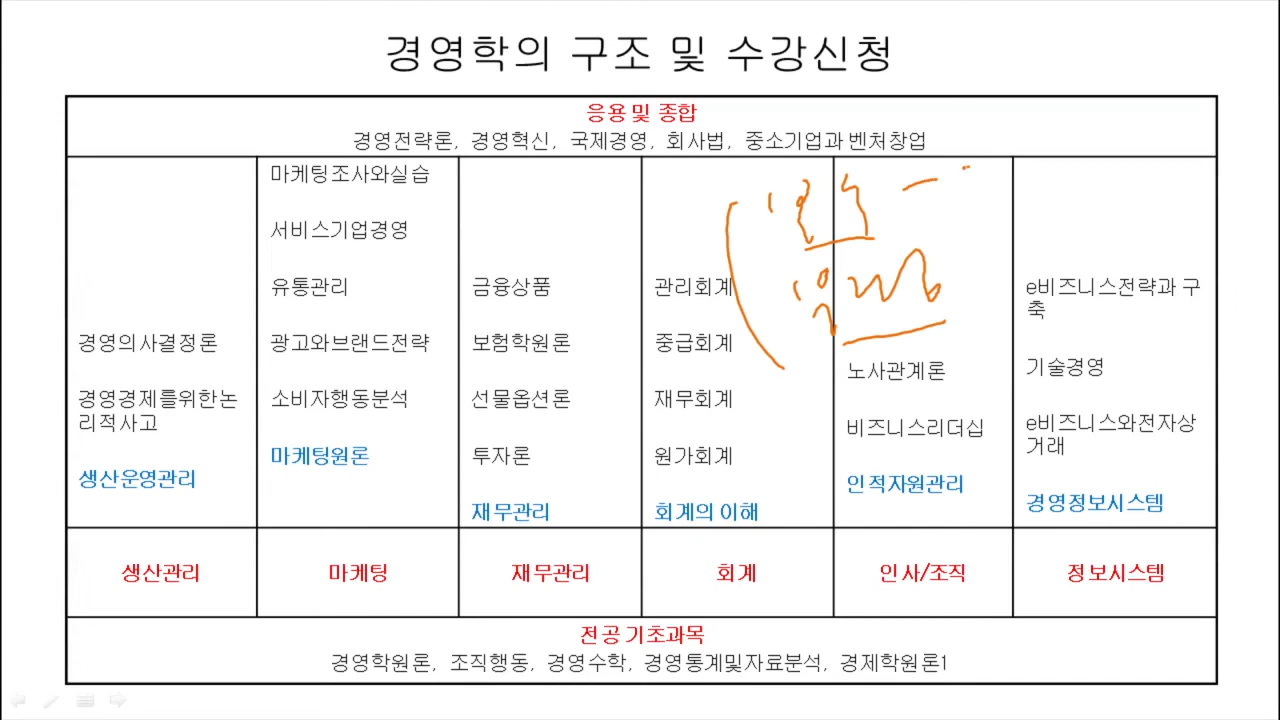 경영학의 구조 및 수강신청
응용 및 종합
경영전략론, 경영혁신, 국제경영, 회사법, 중소기업과 벤처창업
경영의사결정론
경영경제를위한논
리적사고
생산운영관리
마케팅조사와실습
서비스기업경영
유통관리
광고와브랜드전략
소비자행동분석
마케팅원론
금융상품
보험학원론
선물옵션론
투자론
재무관리
관리회계
중급회계
재무회계
원가회계
회계의 이해
노사관계론
비즈니스리더십
인적자원관리
e비즈니스전략과 구
축
기술경영
e비즈니스와전자상
거래
경영정보시스템
생산관리
마케팅
재무관리
회계
인사/조직
정보시스템
전공 기초과목
경영학원론, 조직행동, 경영수학, 경영통계및자료분석, 경제학원론1